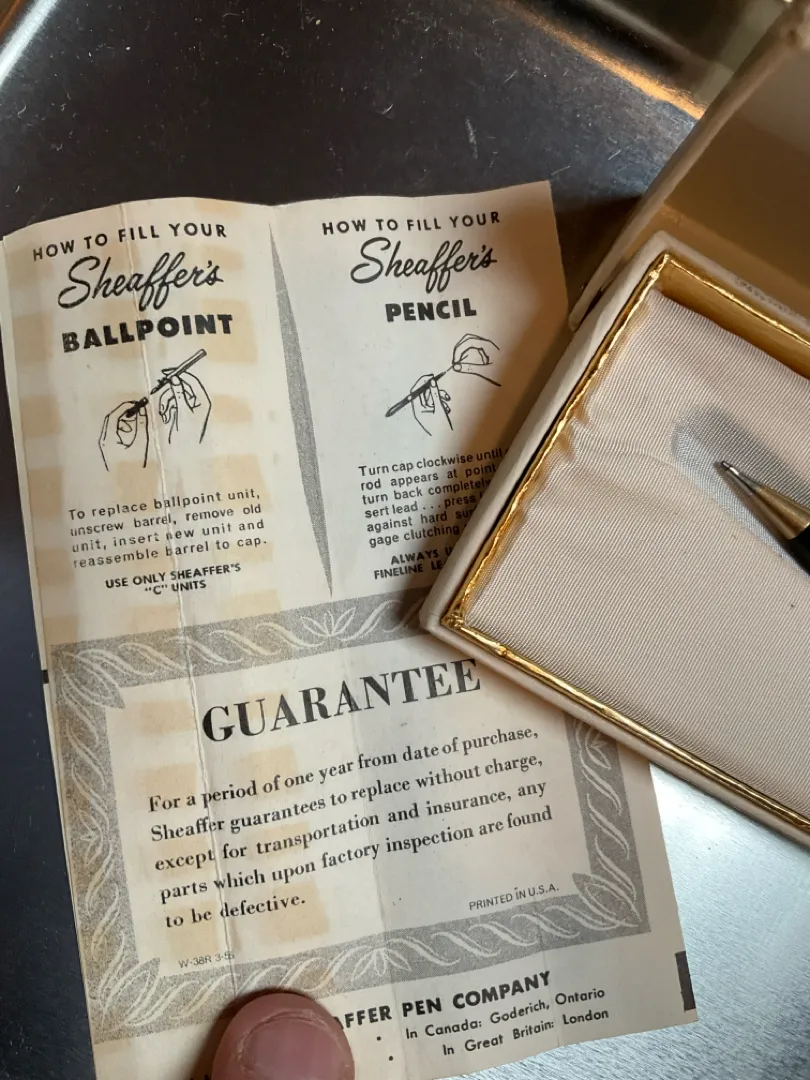 HOW TO FILL YOUR
Sheaffer's
BALLPOINT
To replace ballpoint unit,
unscrew barrel, remove old
unit, insert new unit and
reassemble barrel to cap.
USE ONLY SHEAFFER'S
"C" UNITS
HOW TO FILL YOUR
Sheaffer's
PENCIL
Turn cap clockwise until
rod appears at point
turn back completely
sert lead . . . press
against hard
gage clutching
ALWAYS
FINELINE
GUARANTEE
For a period of one year from date of purchase,
Sheaffer guarantees to replace without charge,
except for transportation and insurance, any
parts which upon factory inspection are found
to be defective.
PRINTED IN U.S.A.
W-38R
AFFER PEN COMPANY
• In Canada: Goderich, Ontario
• In Great Britain: London